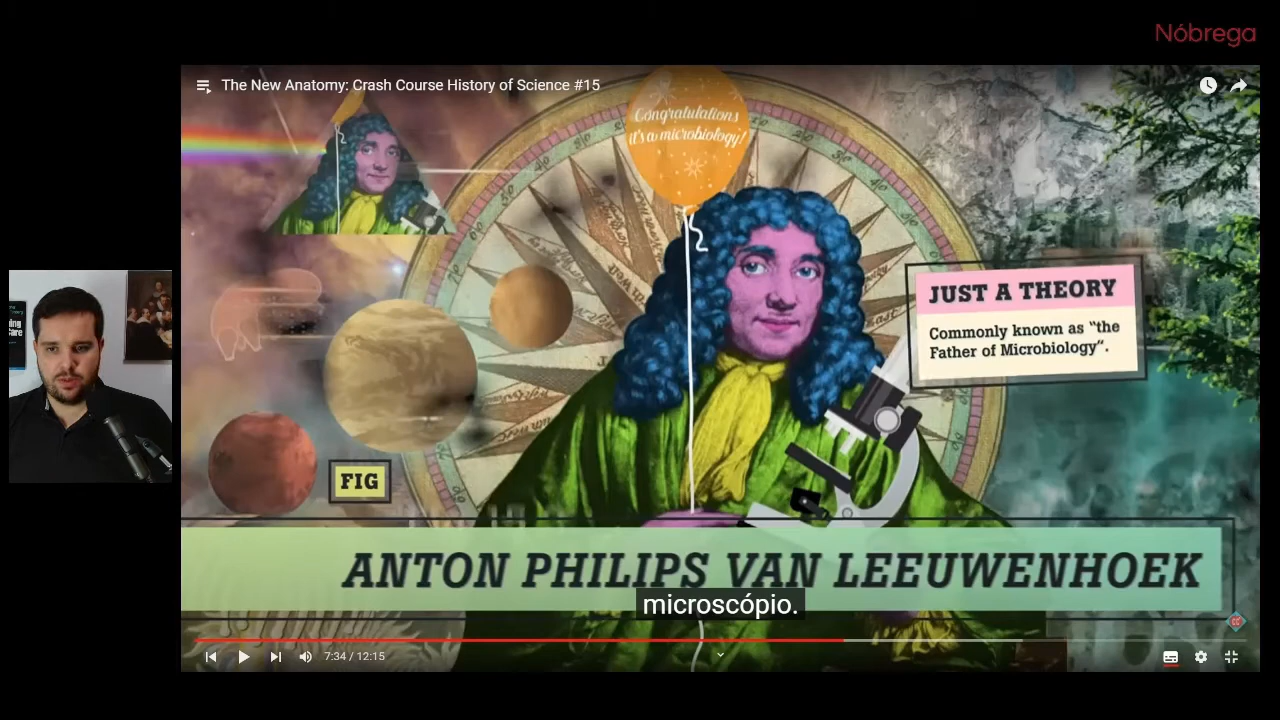 Nóbrega
The New Anatomy: Crash Course History of Science #15
Congratulations
it's a microbiology!
JUST A THEORY
Commonly known as "the
Father of Microbiology".
FIG
ANTON PHILIPS VAN LEEUWENHOEK
microscópio.
7:34 / 12:15